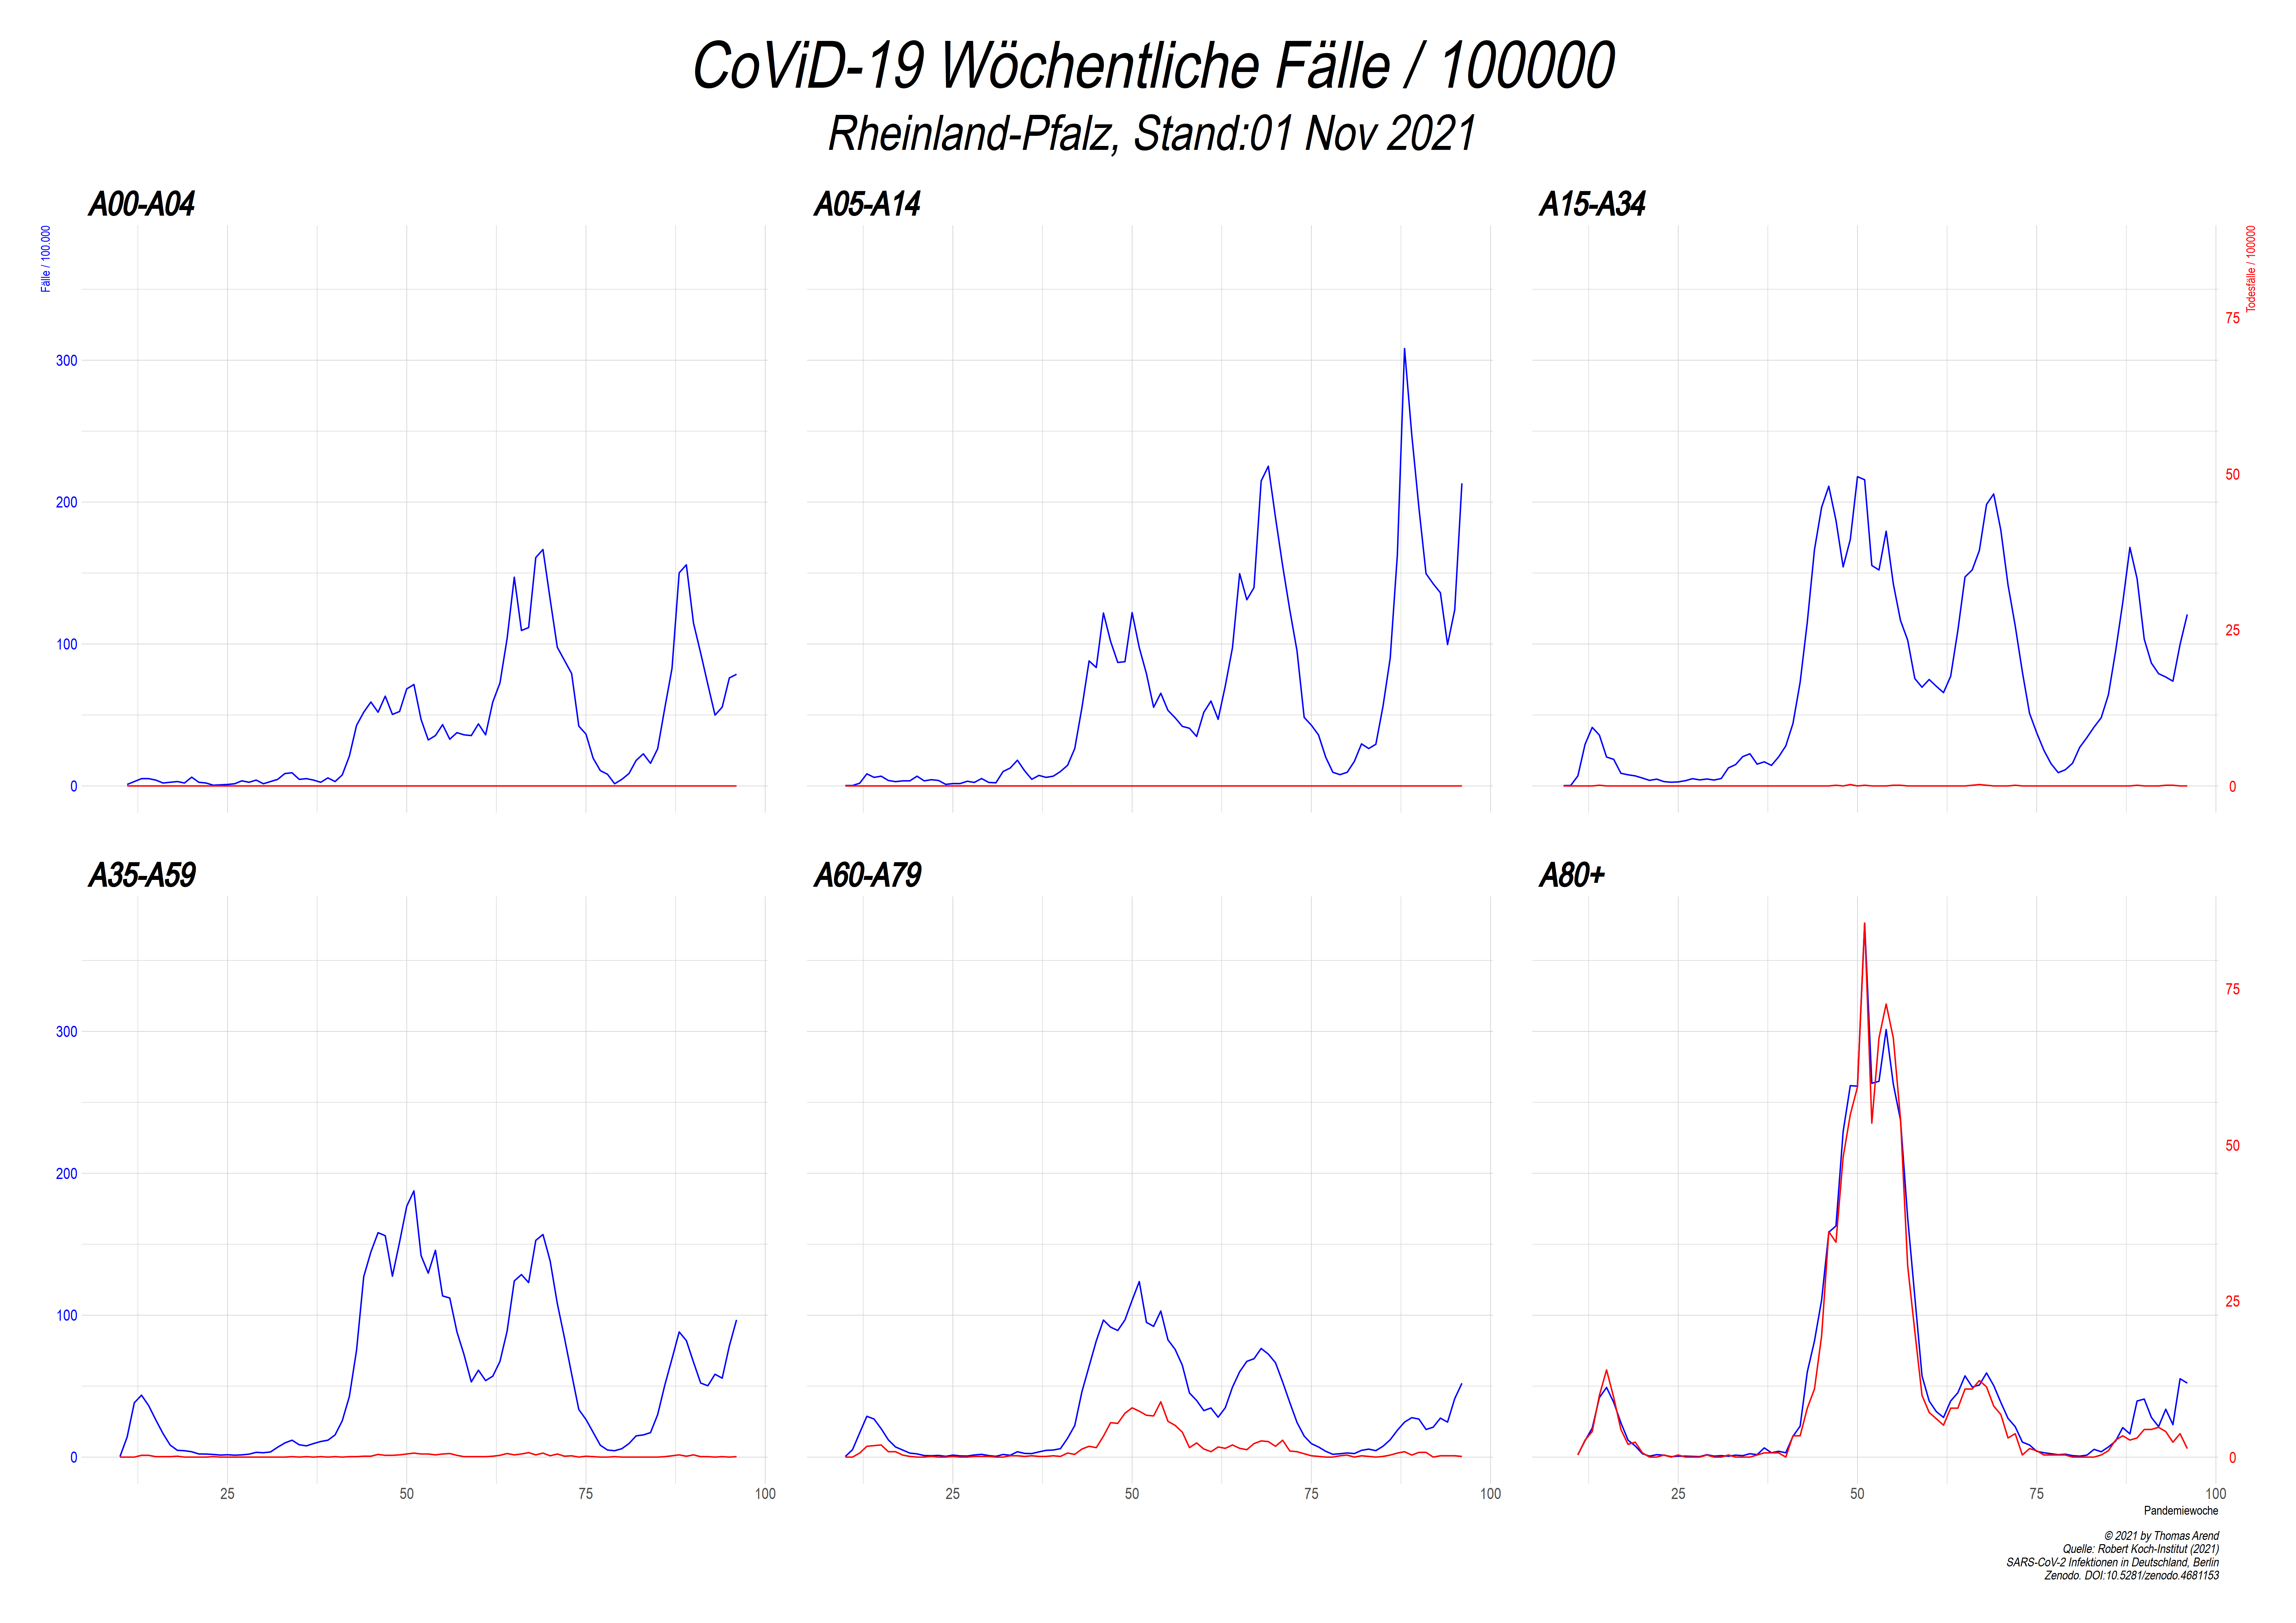 CoViD-19 Wöchentliche Fälle / 100000
Rheinland-Pfalz, Stand:01 Nov 2021
A00-A04
A05-A14
A15-A34
Fälle / 100.000
Todesfälle / 100000
300
200
100
0
75
50
25
0
A35-A59
A60-A79
A80+
300
200
100
0
75
50
25
0
25 50 75 100
25 50 75 100
25 50 75 100
Pandemiewoche
© 2021 by Thomas Arend
Quelle: Robert Koch-Institut (2021)
SARS-CoV-2 Infektionen in Deutschland, Berlin
Zenodo. DOI:10.5281/zenodo.4681153